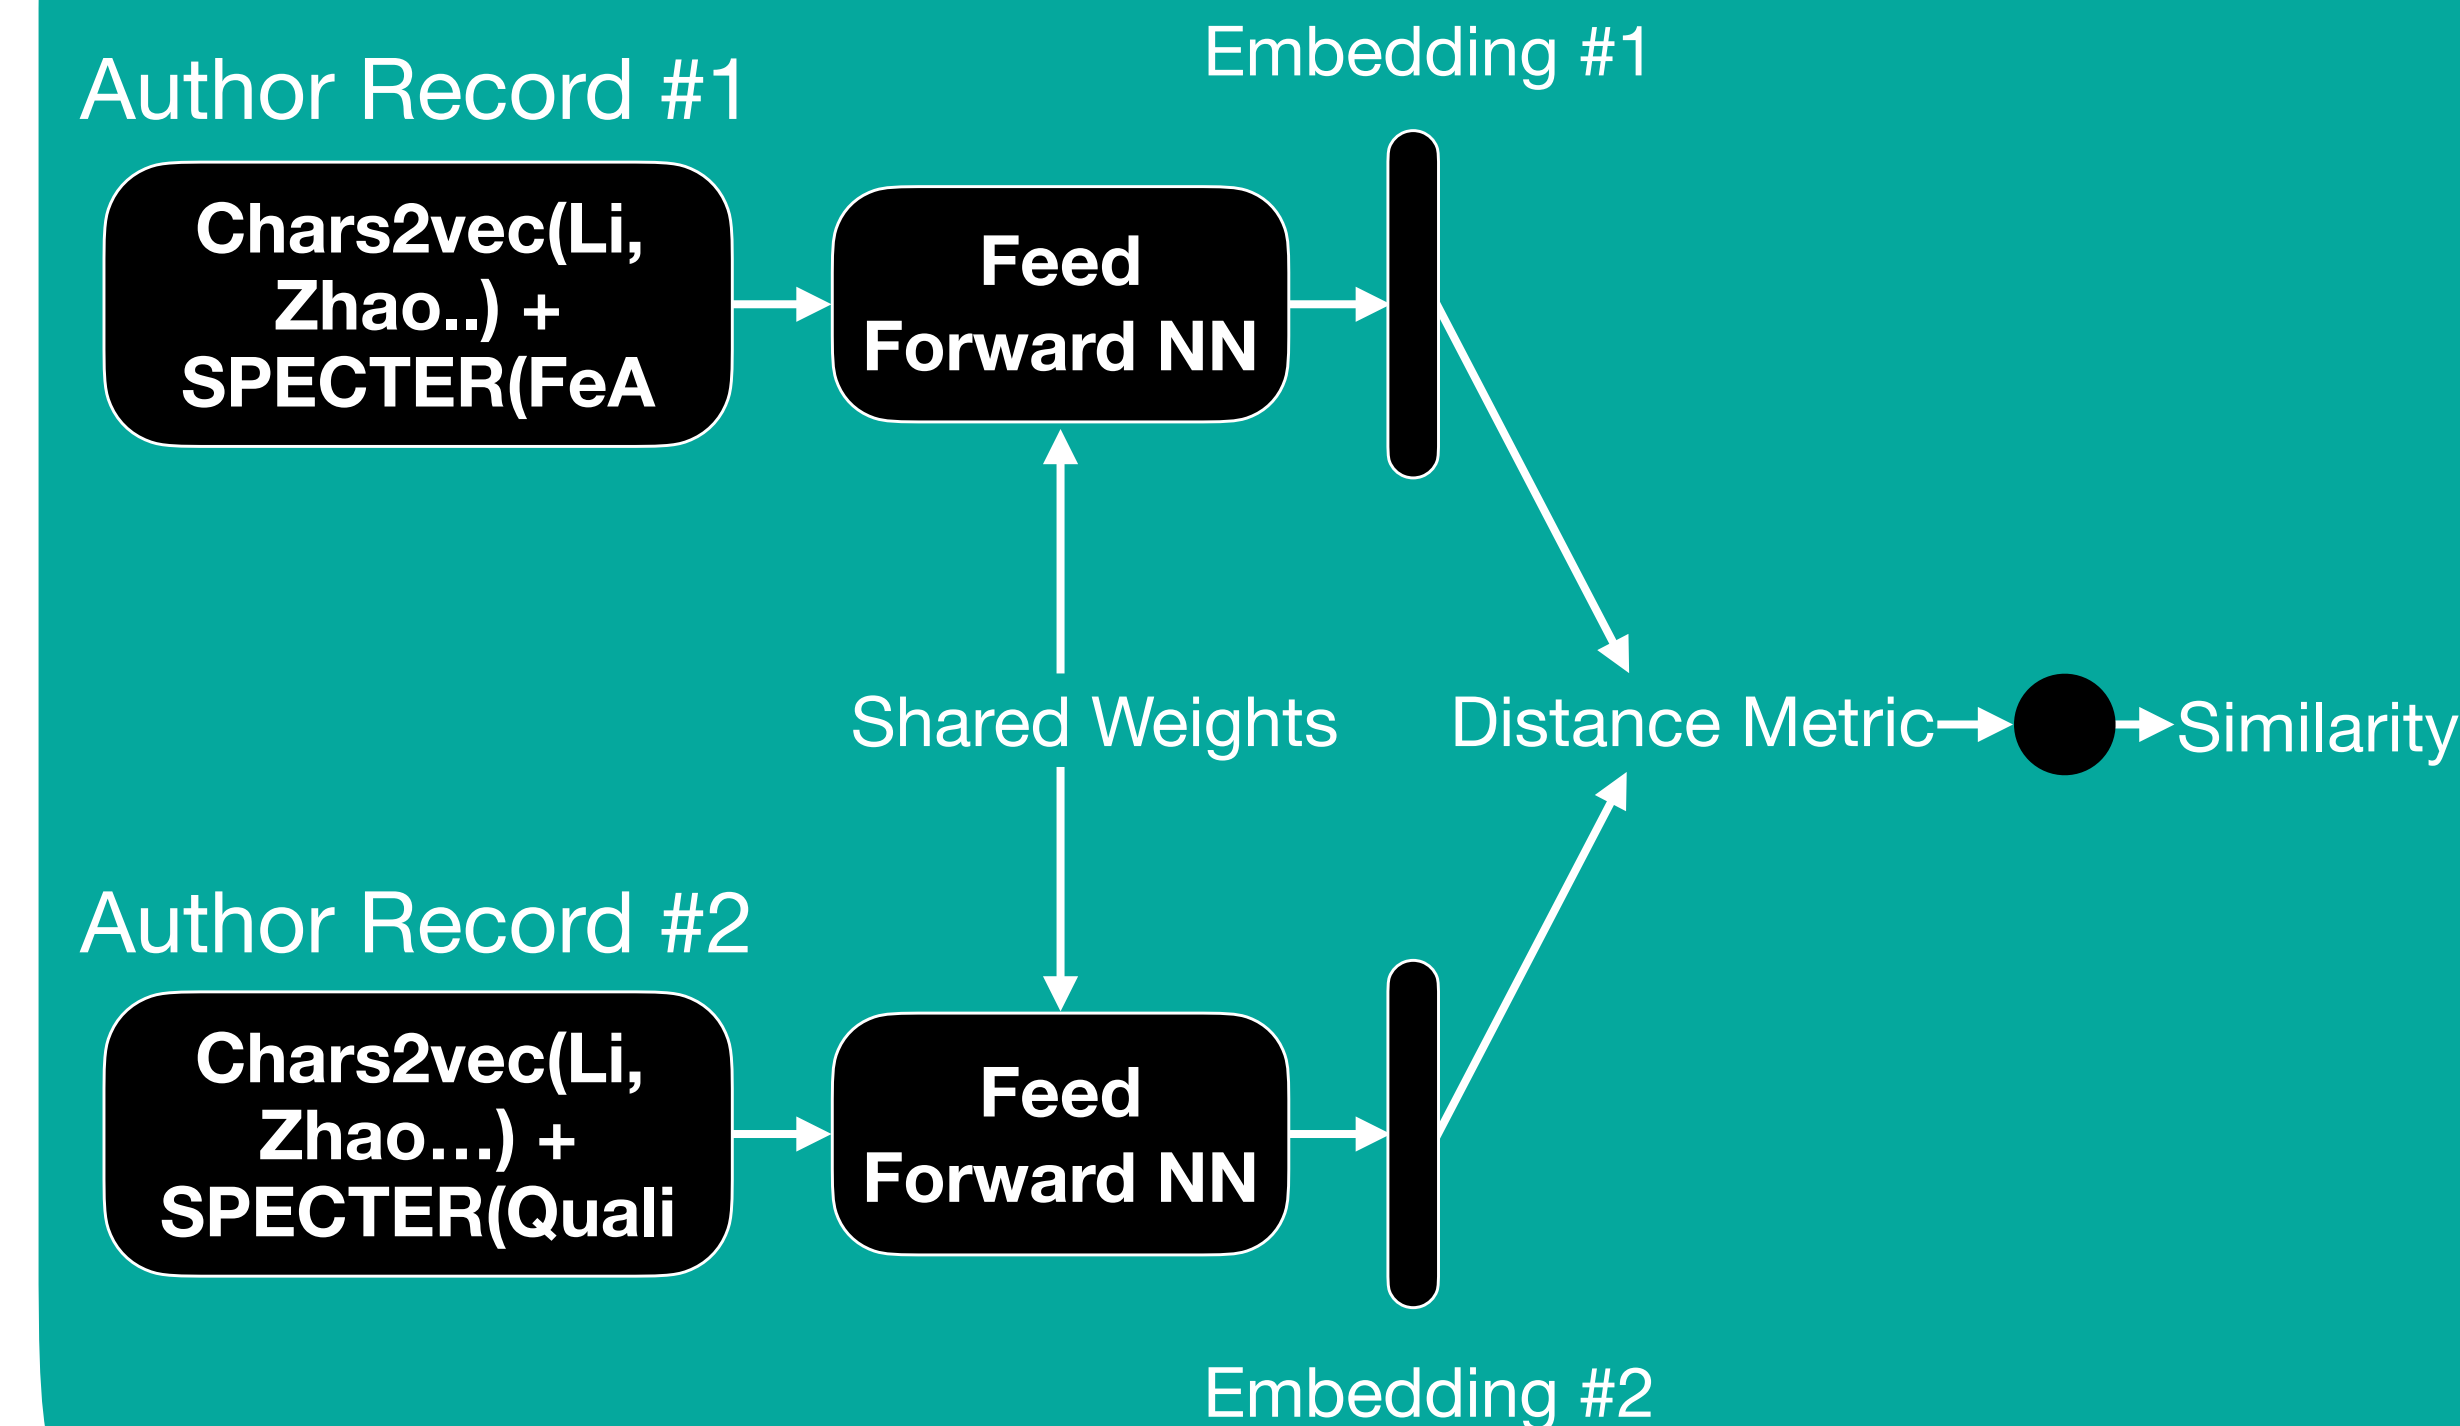 Embedding #1
Author Record #1
Chars2vec(Li,
Zhao..) +
SPECTER(FeA
Feed
Forward NN
Shared Weights
Distance Metric
Similarity
Author Record #2
Chars2vec(Li,
Zhao...) +
SPECTER(Quali
Feed
Forward NN
Embedding #2